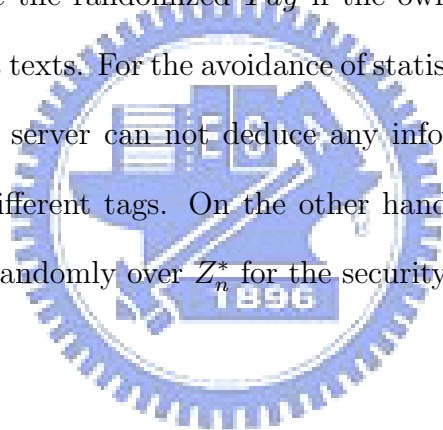 the randomized Tag if the own
texts. For the avoidance of statis
server can not deduce any info
ifferent tags. On the other hand
andomly over Z_n^* for the security
1896